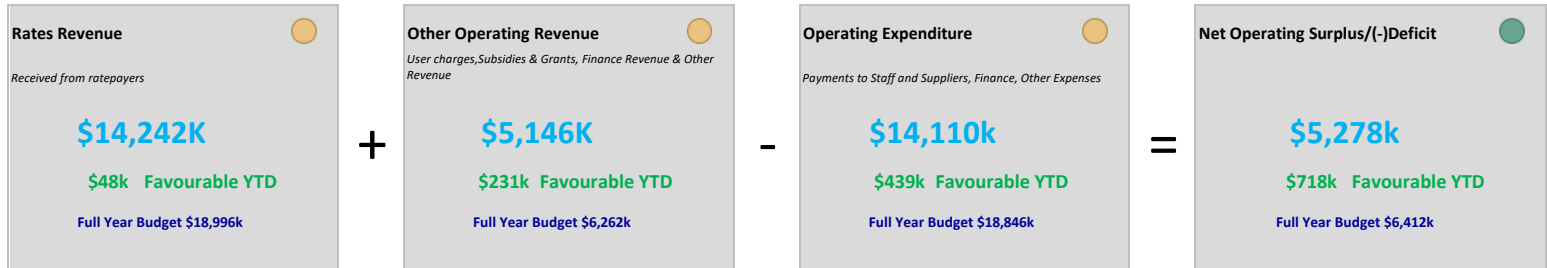 Rates Revenue
Received from ratepayers
$14,242K
$48k Favourable YTD
Full Year Budget $18,996k
+
Other Operating Revenue
User charges,Subsidies & Grants, Finance Revenue & Other
Revenue
$5,146K
$231k Favourable YTD
Full Year Budget $6,262k
-
Operating Expenditure
Payments to Staff and Suppliers, Finance, Other Expenses
$14,110k
$439k Favourable YTD
Full Year Budget $18,846k
=
Net Operating Surplus/(-)Deficit
$5,278k
$718k Favourable YTD
Full Year Budget $6,412k